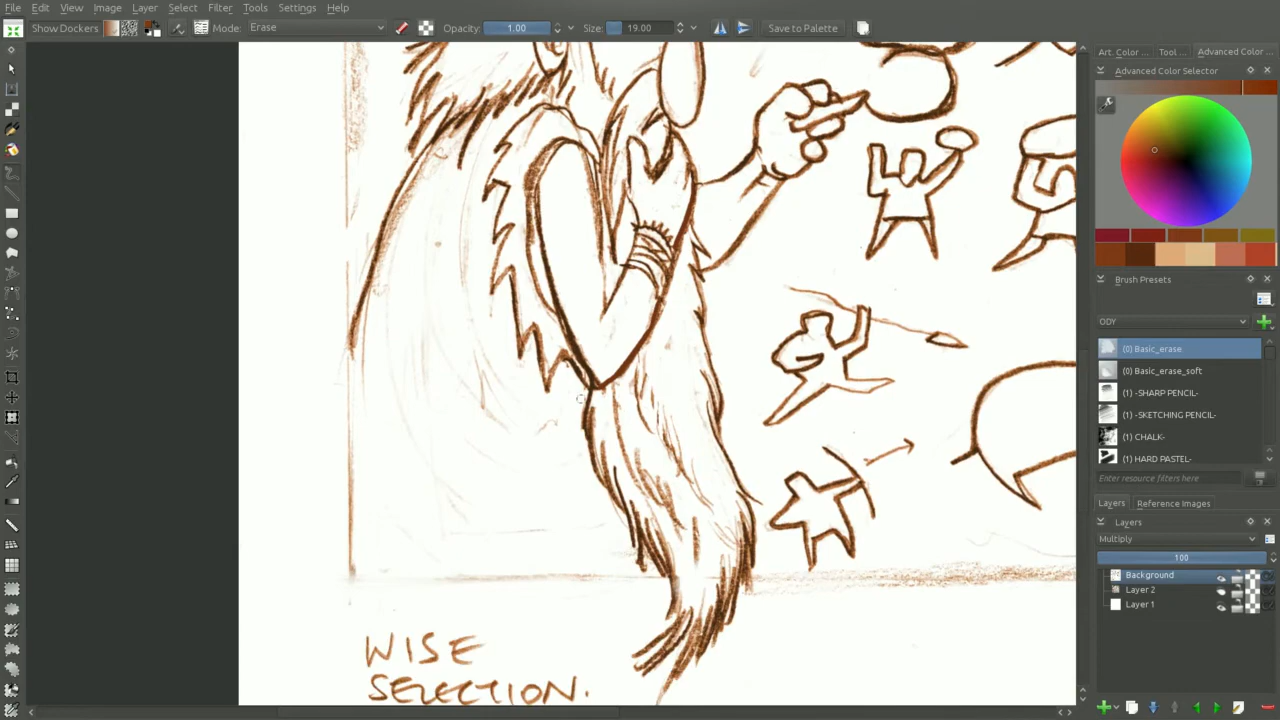 File Edit View Image Layer Select Filter Tools Settings Help
Show Dockers Mode: Erase Opacity: 1.00 Size: 19.00 Save to Palette
Art. Color ... Tool ... Advanced Color ...
Advanced Color Selector
Brush Presets
ODY
(0) Basic_erase
(0) Basic_erase_soft
(1) -SHARP PENCIL-
(1) -SKETCHING PENCIL-
(1) CHALK-
(1) HARD PASTEL-
Enter resource filters here
Layers Reference Images
Layers
Multiply
100
Background
Layer 2
Layer 1
WISE
SELECTION.